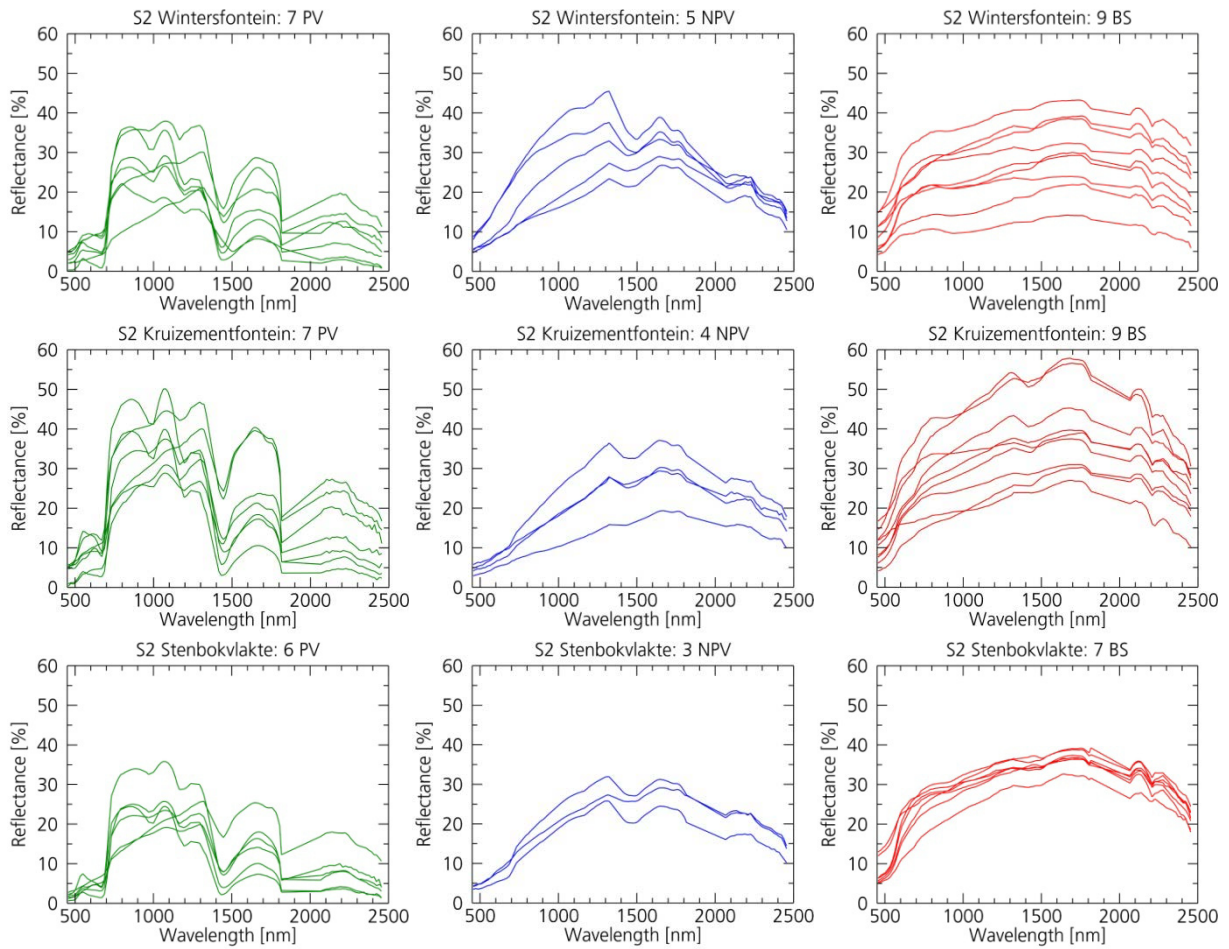 S2 Wintersfontein: 7 PV
60
50
40
30
20
10
0
Reflectance [%]
500 1000 1500 2000 2500
Wavelength [nm]
S2 Wintersfontein: 5 NPV
60
50
40
30
20
10
0
Reflectance [%]
500 1000 1500 2000 2500
Wavelength [nm]
S2 Wintersfontein: 9 BS
60
50
40
30
20
10
0
Reflectance [%]
500 1000 1500 2000 2500
Wavelength [nm]
S2 Kruizementfontein: 7 PV
60
50
40
30
20
10
0
Reflectance [%]
500 1000 1500 2000 2500
Wavelength [nm]
S2 Kruizementfontein: 4 NPV
60
50
40
30
20
10
0
Reflectance [%]
500 1000 1500 2000 2500
Wavelength [nm]
S2 Kruizementfontein: 9 BS
60
50
40
30
20
10
0
Reflectance [%]
500 1000 1500 2000 2500
Wavelength [nm]
S2 Stenbokvlakte: 6 PV
60
50
40
30
20
10
0
Reflectance [%]
500 1000 1500 2000 2500
Wavelength [nm]
S2 Stenbokvlakte: 3 NPV
60
50
40
30
20
10
0
Reflectance [%]
500 1000 1500 2000 2500
Wavelength [nm]
S2 Stenbokvlakte: 7 BS
60
50
40
30
20
10
0
Reflectance [%]
500 1000 1500 2000 2500
Wavelength [nm]